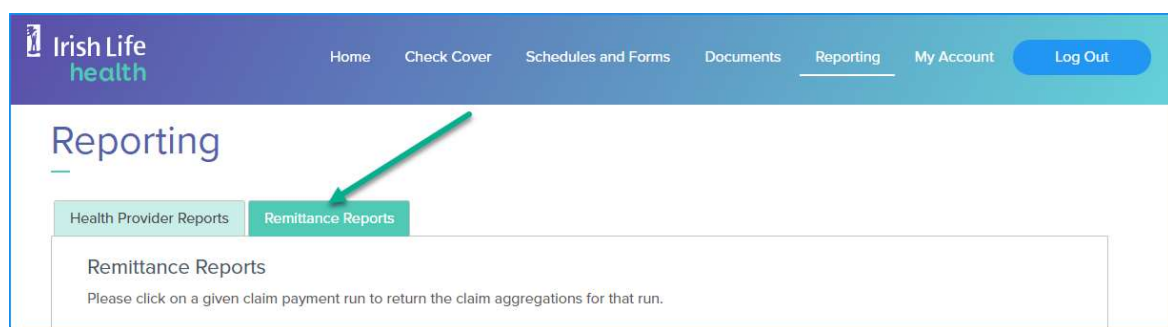 Irish Life
health
Home Check Cover Schedules and Forms Documents Reporting My Account Log Out
Reporting
Health Provider Reports Remittance Reports
Remittance Reports
Please click on a given claim payment run to return the claim aggregations for that run.